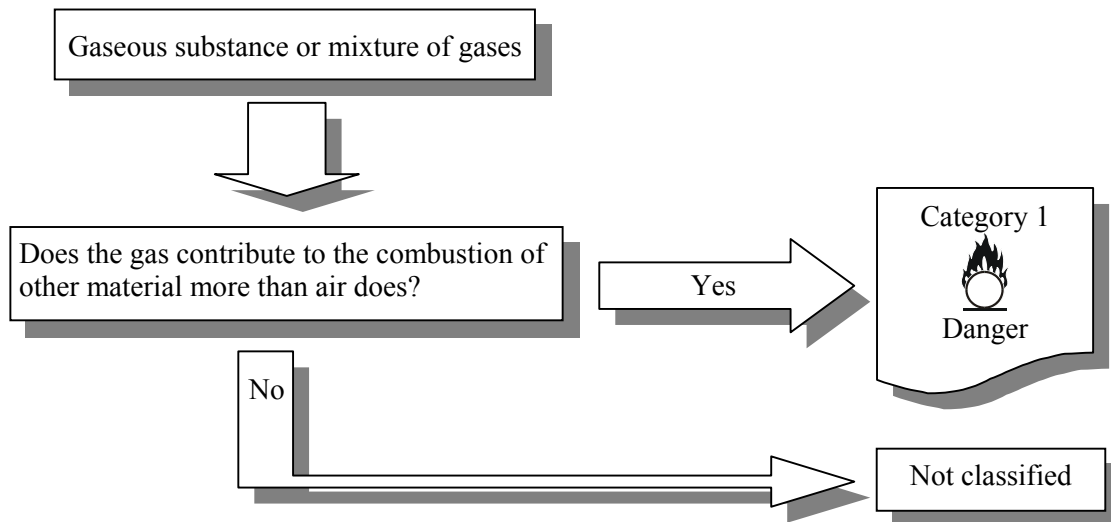 Gaseous substance or mixture of gases
Does the gas contribute to the combustion of
other material more than air does?
Yes
Category 1
Danger
No
Not classified